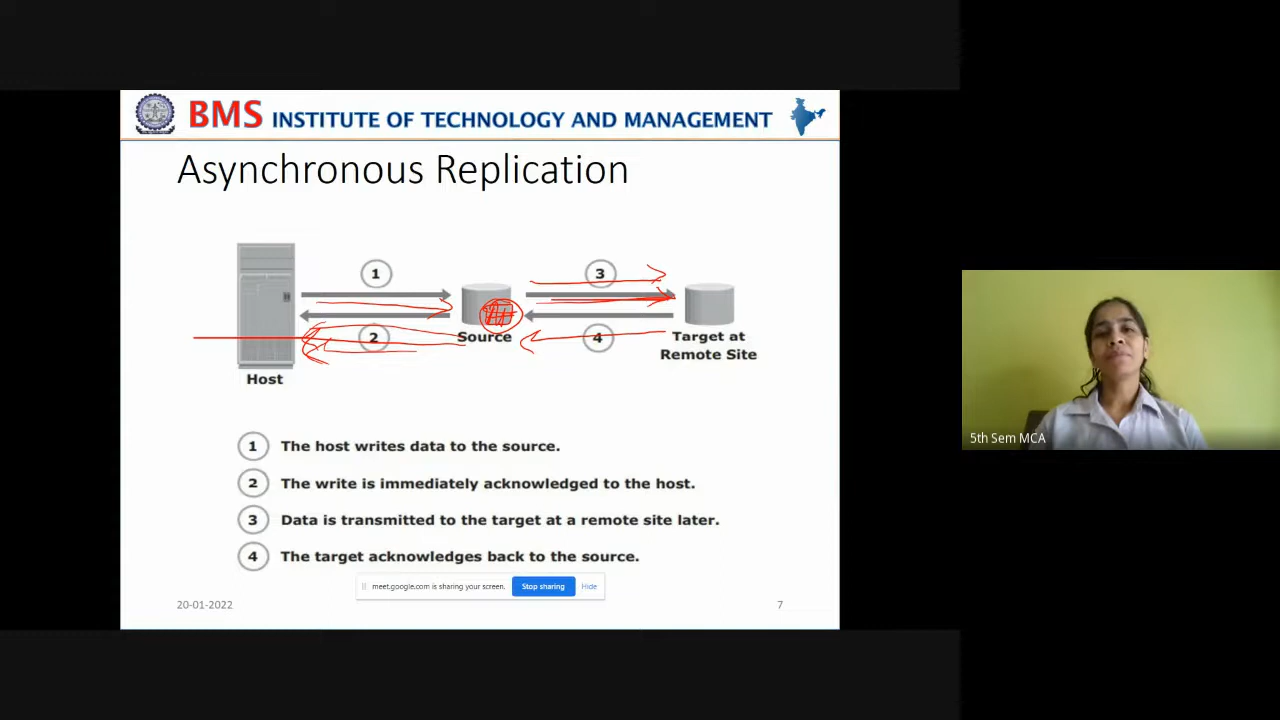 BMS INSTITUTE OF TECHNOLOGY AND MANAGEMENT
Asynchronous Replication
1
3
2
Source
4
Target at
Remote Site
Host
1 The host writes data to the source.
2 The write is immediately acknowledged to the host.
3 Data is transmitted to the target at a remote site later.
4 The target acknowledges back to the source.
meet.google.com is sharing your screen. Stop sharing Hide
20-01-2022
7
5th Sem MCA